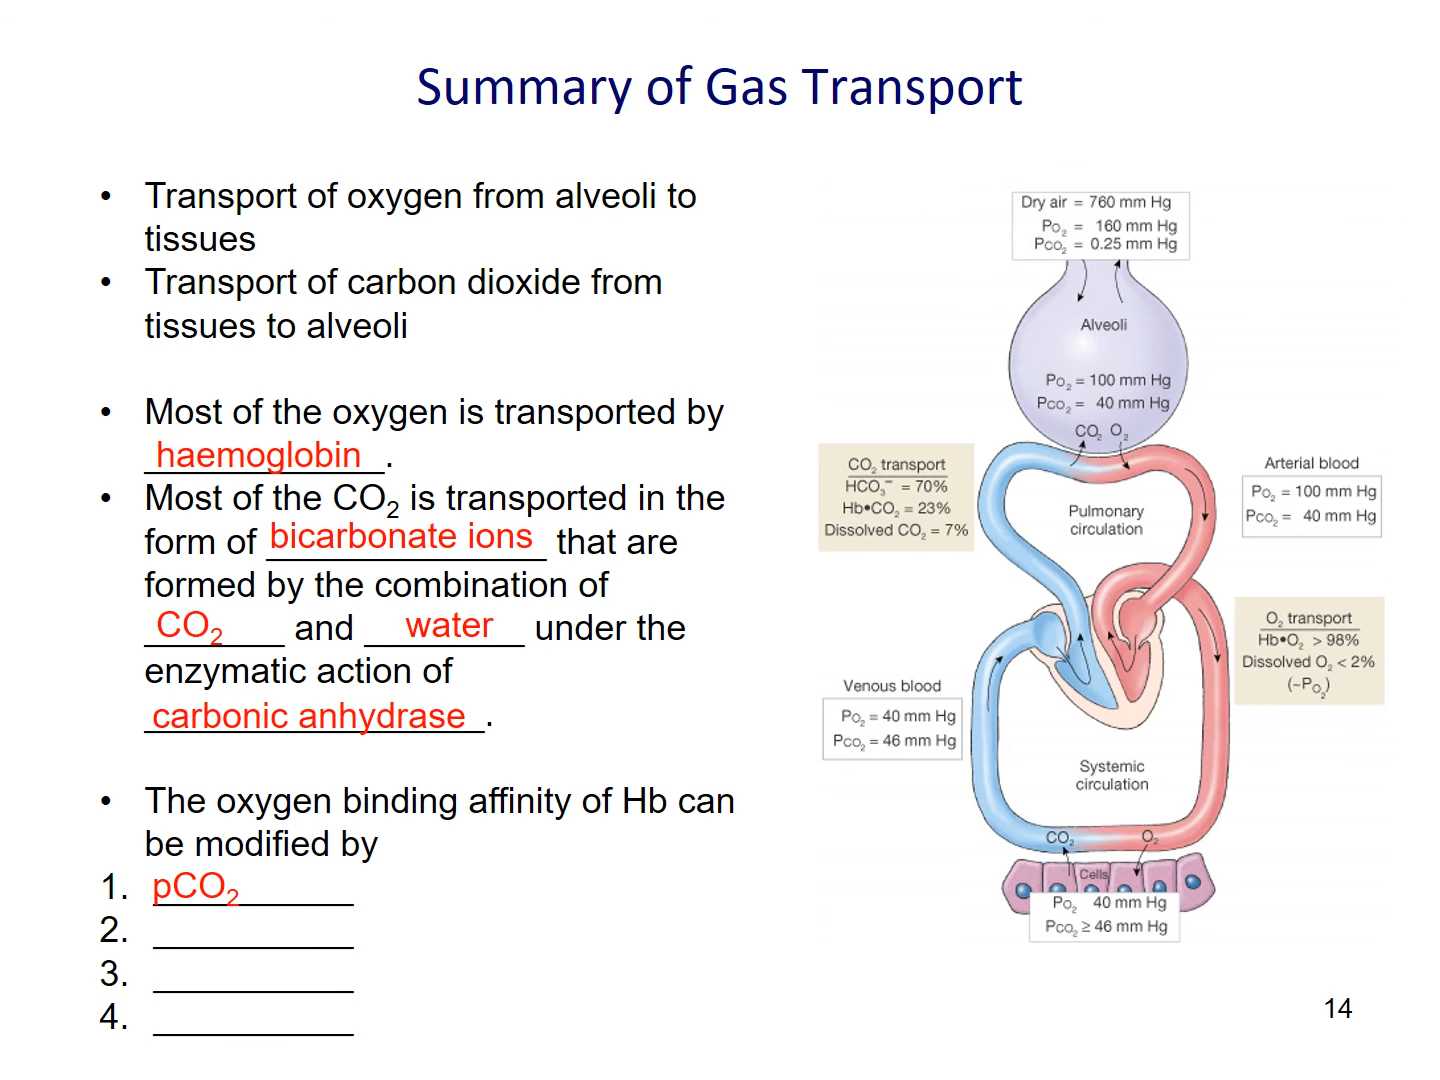 Summary of Gas Transport
• Transport of oxygen from alveoli to
tissues
• Transport of carbon dioxide from
tissues to alveoli
• Most of the oxygen is transported by
haemoglobin.
• Most of the CO₂ is transported in the
form of bicarbonate ions that are
formed by the combination of
CO₂ and water under the
enzymatic action of
carbonic anhydrase.
• The oxygen binding affinity of Hb can
be modified by
1. pCO₂
2. __________
3. __________
4. __________
Dry air = 760 mm Hg
PO₂ = 160 mm Hg
PCO₂ = 0.25 mm Hg
Alveoli
PO₂ = 100 mm Hg
PCO₂ = 40 mm Hg
CO₂ O₂
CO₂ transport
HCO₃⁻ = 70%
Hb•CO₂ = 23%
Dissolved CO₂ = 7%
Pulmonary
circulation
Arterial blood
PO₂ = 100 mm Hg
PCO₂ = 40 mm Hg
O₂ transport
Hb•O₂ > 98%
Dissolved O₂ < 2%
(~PO₂)
Venous blood
PO₂ = 40 mm Hg
PCO₂ = 46 mm Hg
Systemic
circulation
CO₂ O₂
Cells
PO₂ 40 mm Hg
PCO₂ ≥ 46 mm Hg
14